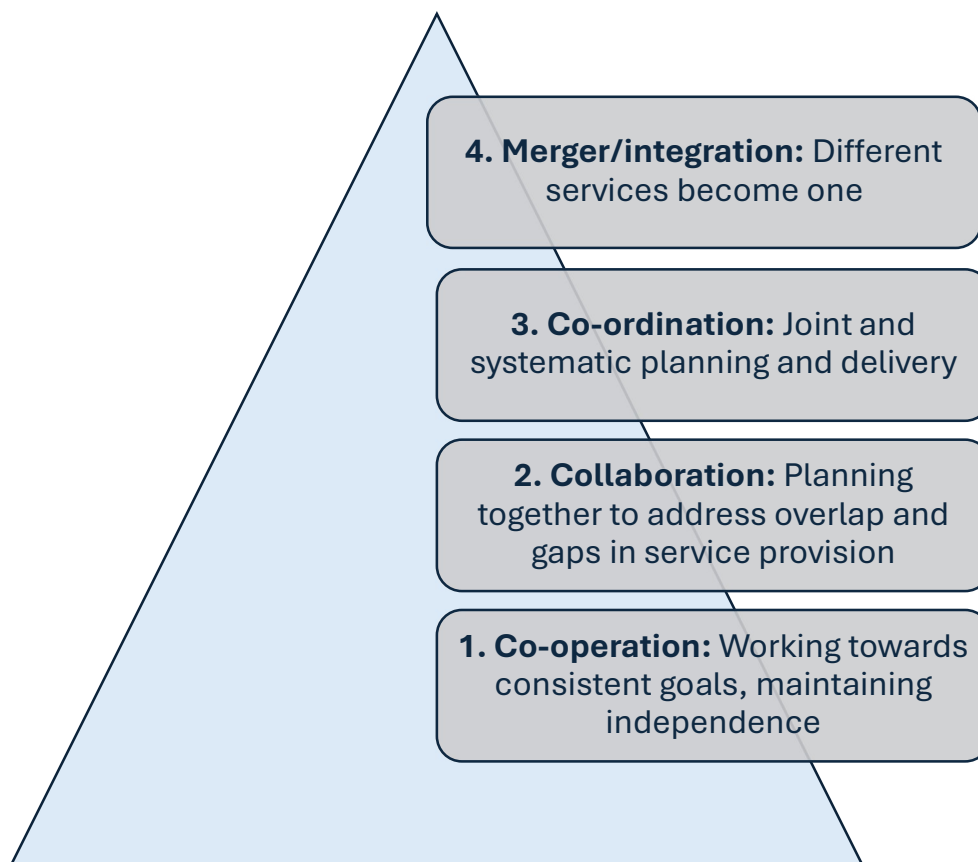 4. Merger/integration: Different
services become one
3. Co-ordination: Joint and
systematic planning and delivery
2. Collaboration: Planning
together to address overlap and
gaps in service provision
1. Co-operation: Working towards
consistent goals, maintaining
independence